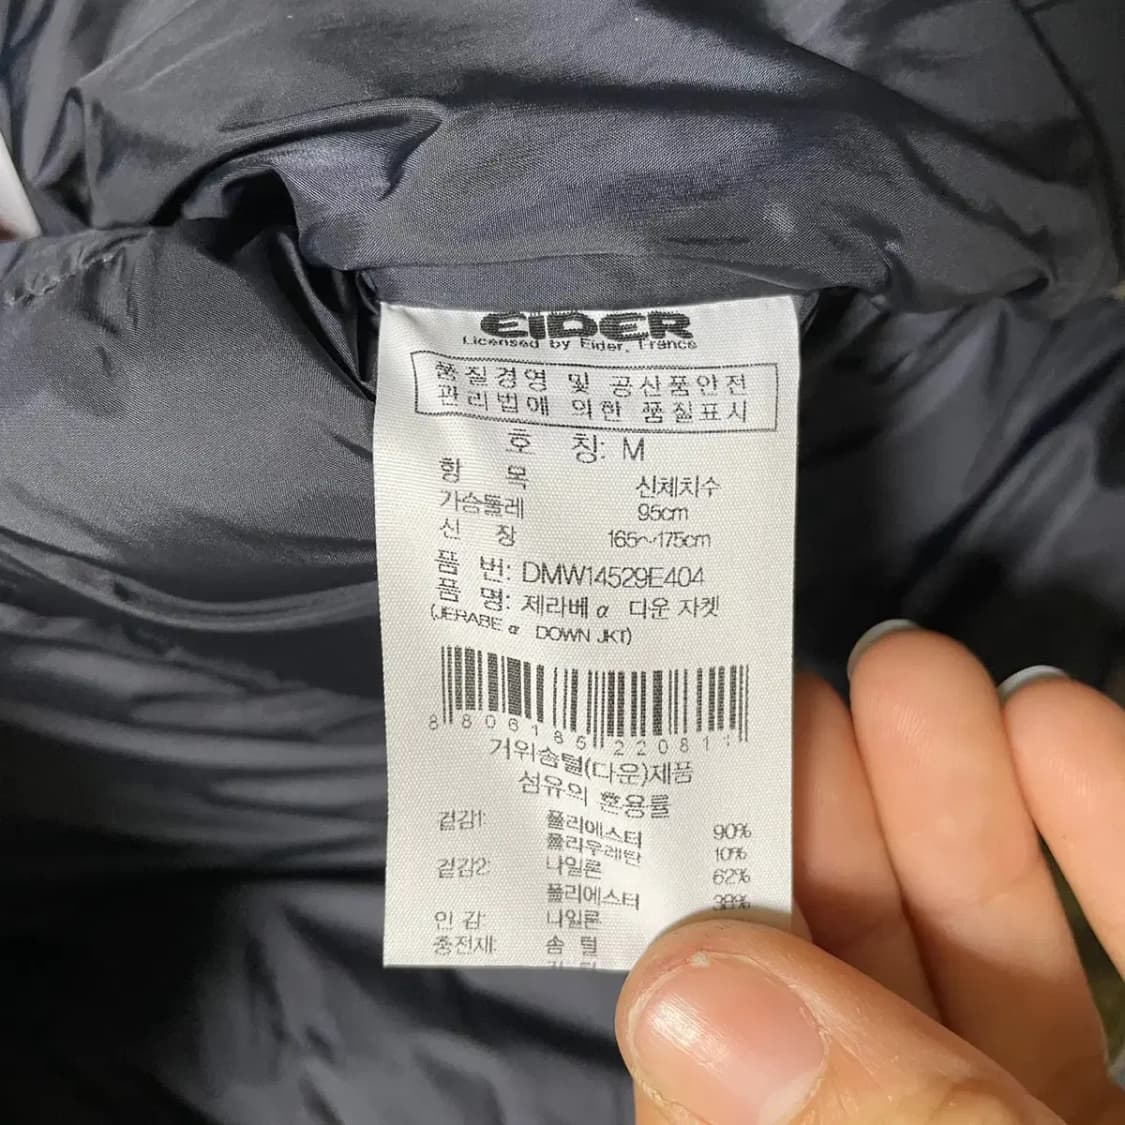 EIDER
Licensed by Eider, France
품질경영 및 공산품안전
관리법에 의한 품질표시
호 칭: M
항 목 신체치수
가슴둘레 95cm
신 장 165~175cm
품 번: DMW14529E404
품 명: 제라베 α 다운 자켓
(JERABE α DOWN JKT)
8 806185 220811
거위솜털(다운)제품
섬유의 혼용률
겉감1: 폴리에스터 90%
폴리우레탄 10%
겉감2: 나일론 62%
폴리에스터 38%
안 감: 나일론
충전재: 솜 털